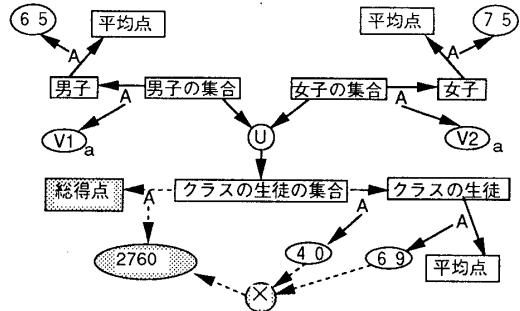 65 平均点 平均点 75
A A
男子 男子の集合 女子の集合 女子
A A
V1 a U V2 a
総得点 クラスの生徒の集合 クラスの生徒
A A A
2760 40 69 平均点
×